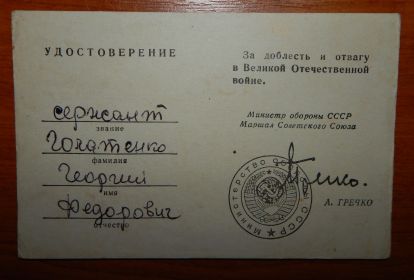 УДОСТОВЕРЕНИЕ
сержант
звание
фамилия
Георгий
имя
Федорович
отчество
За доблесть и отвагу
в Великой Отечественной
войне.
Министр обороны СССР
Маршал Советского Союза
Министерство обороны СССР
А. ГРЕЧКО